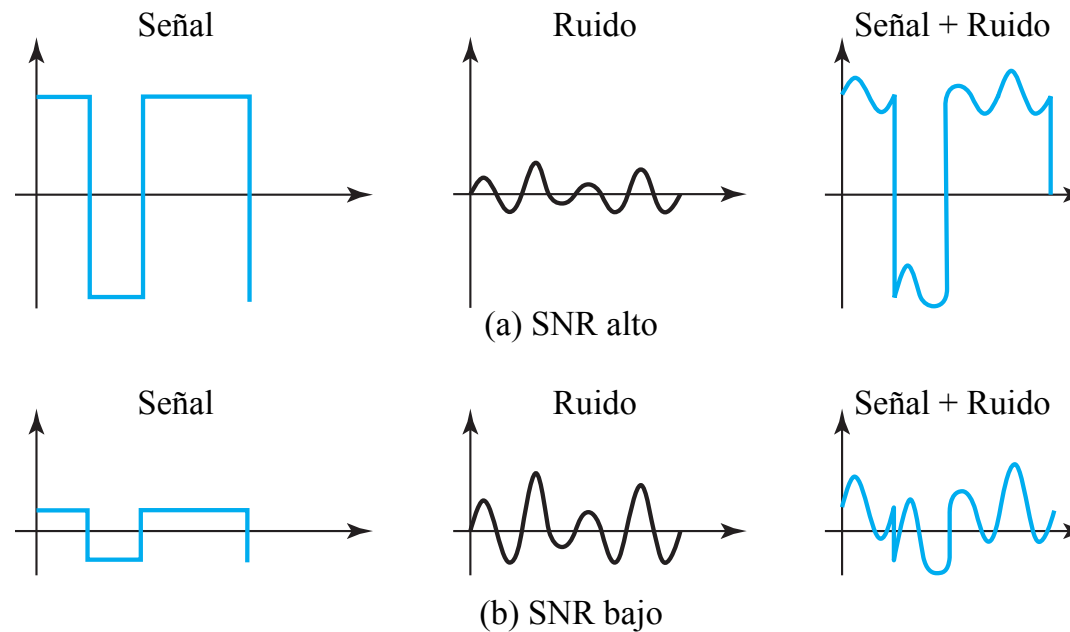 Señal
Ruido
Señal + Ruido
(a) SNR alto
Señal
Ruido
Señal + Ruido
(b) SNR bajo